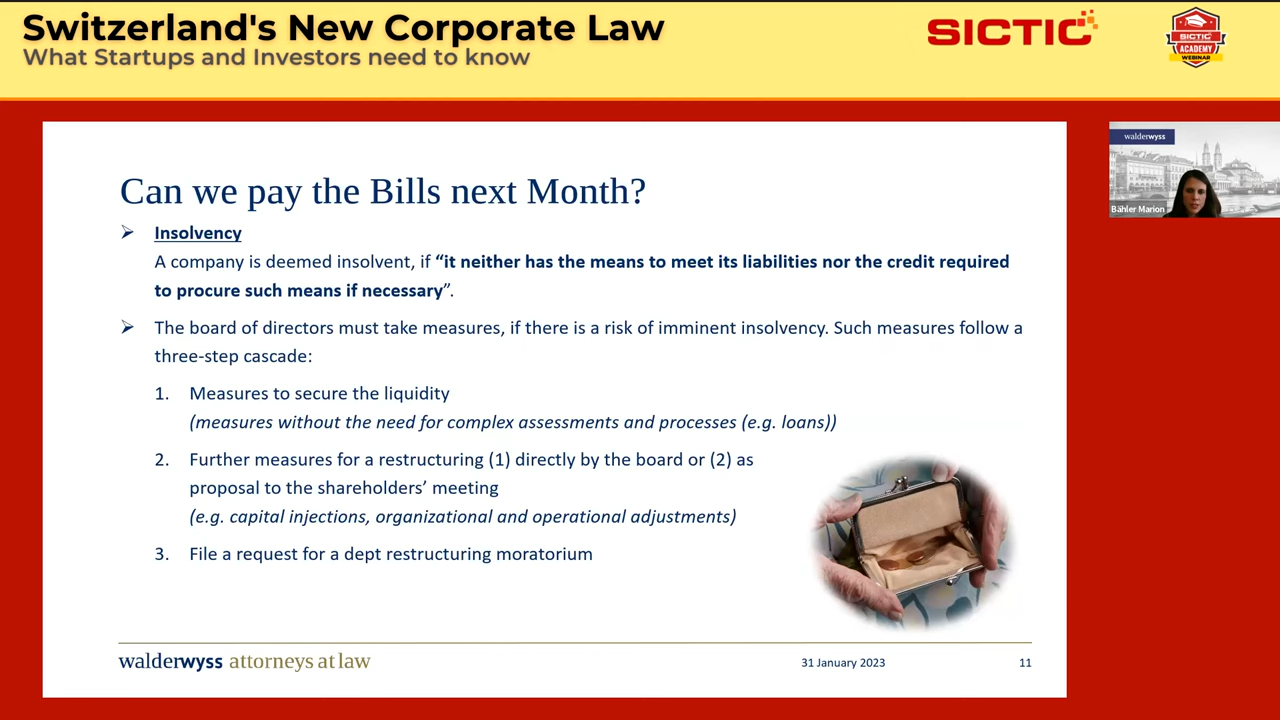 Switzerland's New Corporate Law
What Startups and Investors need to know
SICTIC
SICTIC
ACADEMY
WEBINAR
walderwyss
Bähler Marion
Can we pay the Bills next Month?
➢ Insolvency
A company is deemed insolvent, if “it neither has the means to meet its liabilities nor the credit required
to procure such means if necessary”.
➢ The board of directors must take measures, if there is a risk of imminent insolvency. Such measures follow a
three-step cascade:
1. Measures to secure the liquidity
(measures without the need for complex assessments and processes (e.g. loans))
2. Further measures for a restructuring (1) directly by the board or (2) as
proposal to the shareholders’ meeting
(e.g. capital injections, organizational and operational adjustments)
3. File a request for a dept restructuring moratorium
walderwyss attorneys at law
31 January 2023
11